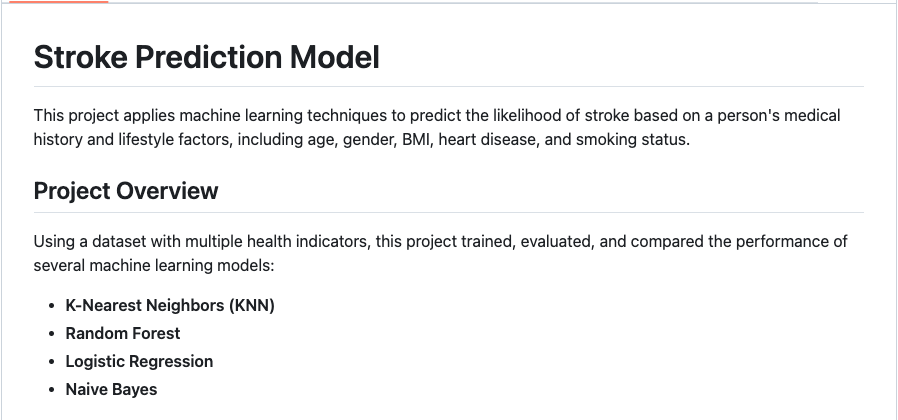 Stroke Prediction Model
This project applies machine learning techniques to predict the likelihood of stroke based on a person's medical
history and lifestyle factors, including age, gender, BMI, heart disease, and smoking status.
Project Overview
Using a dataset with multiple health indicators, this project trained, evaluated, and compared the performance of
several machine learning models:
• K-Nearest Neighbors (KNN)
• Random Forest
• Logistic Regression
• Naive Bayes